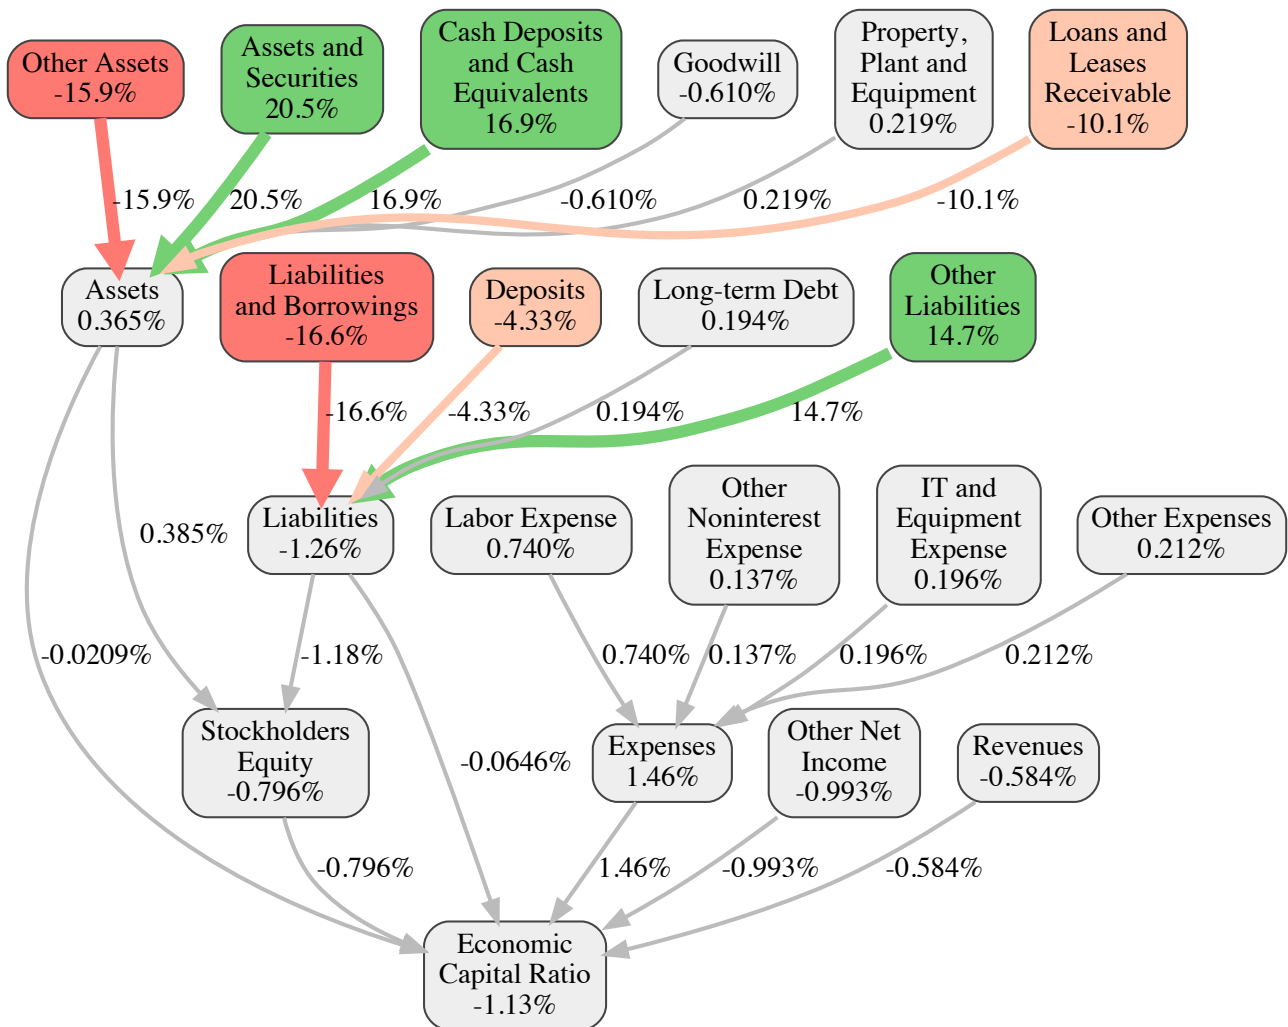 Other Assets
-15.9%
Assets and
Securities
20.5%
Cash Deposits
and Cash
Equivalents
16.9%
Goodwill
-0.610%
Property,
Plant and
Equipment
0.219%
Loans and
Leases
Receivable
-10.1%
-15.9%
20.5%
16.9%
-0.610%
0.219%
-10.1%
Assets
0.365%
Liabilities
and Borrowings
-16.6%
Deposits
-4.33%
Long-term Debt
0.194%
Other
Liabilities
14.7%
-16.6%
-4.33%
0.194%
14.7%
0.385%
Liabilities
-1.26%
Labor Expense
0.740%
Other
Noninterest
Expense
0.137%
IT and
Equipment
Expense
0.196%
Other Expenses
0.212%
-0.0209%
-1.18%
0.740%
0.137%
0.196%
0.212%
Stockholders
Equity
-0.796%
-0.0646%
Expenses
1.46%
Other Net
Income
-0.993%
Revenues
-0.584%
-0.796%
1.46%
-0.993%
-0.584%
Economic
Capital Ratio
-1.13%